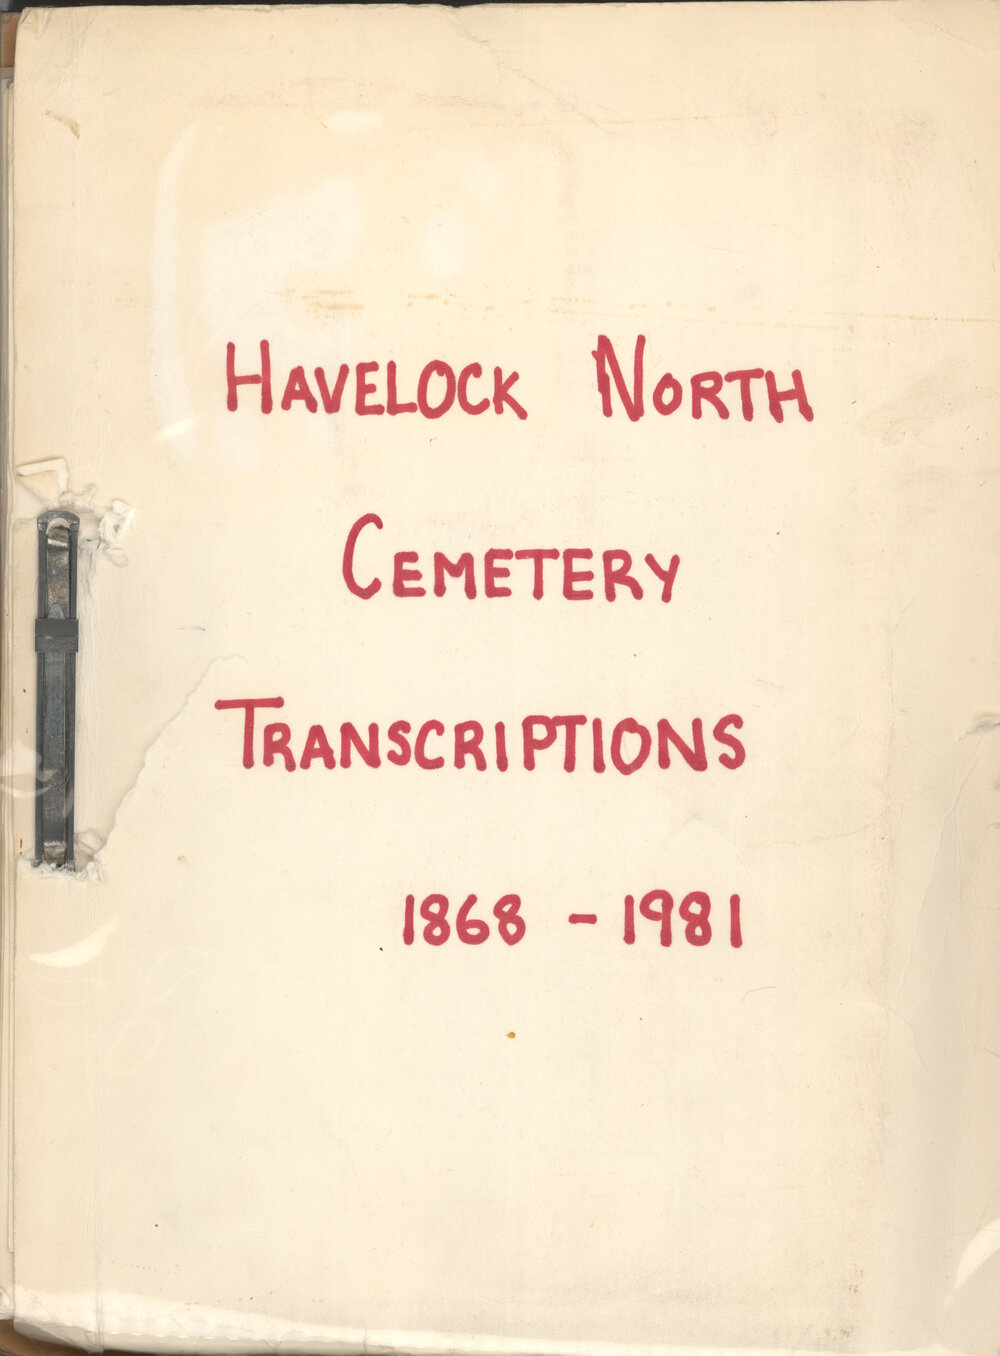 HAVELOCK NORTH
CEMETERY
TRANSCRIPTIONS
1868 - 1981